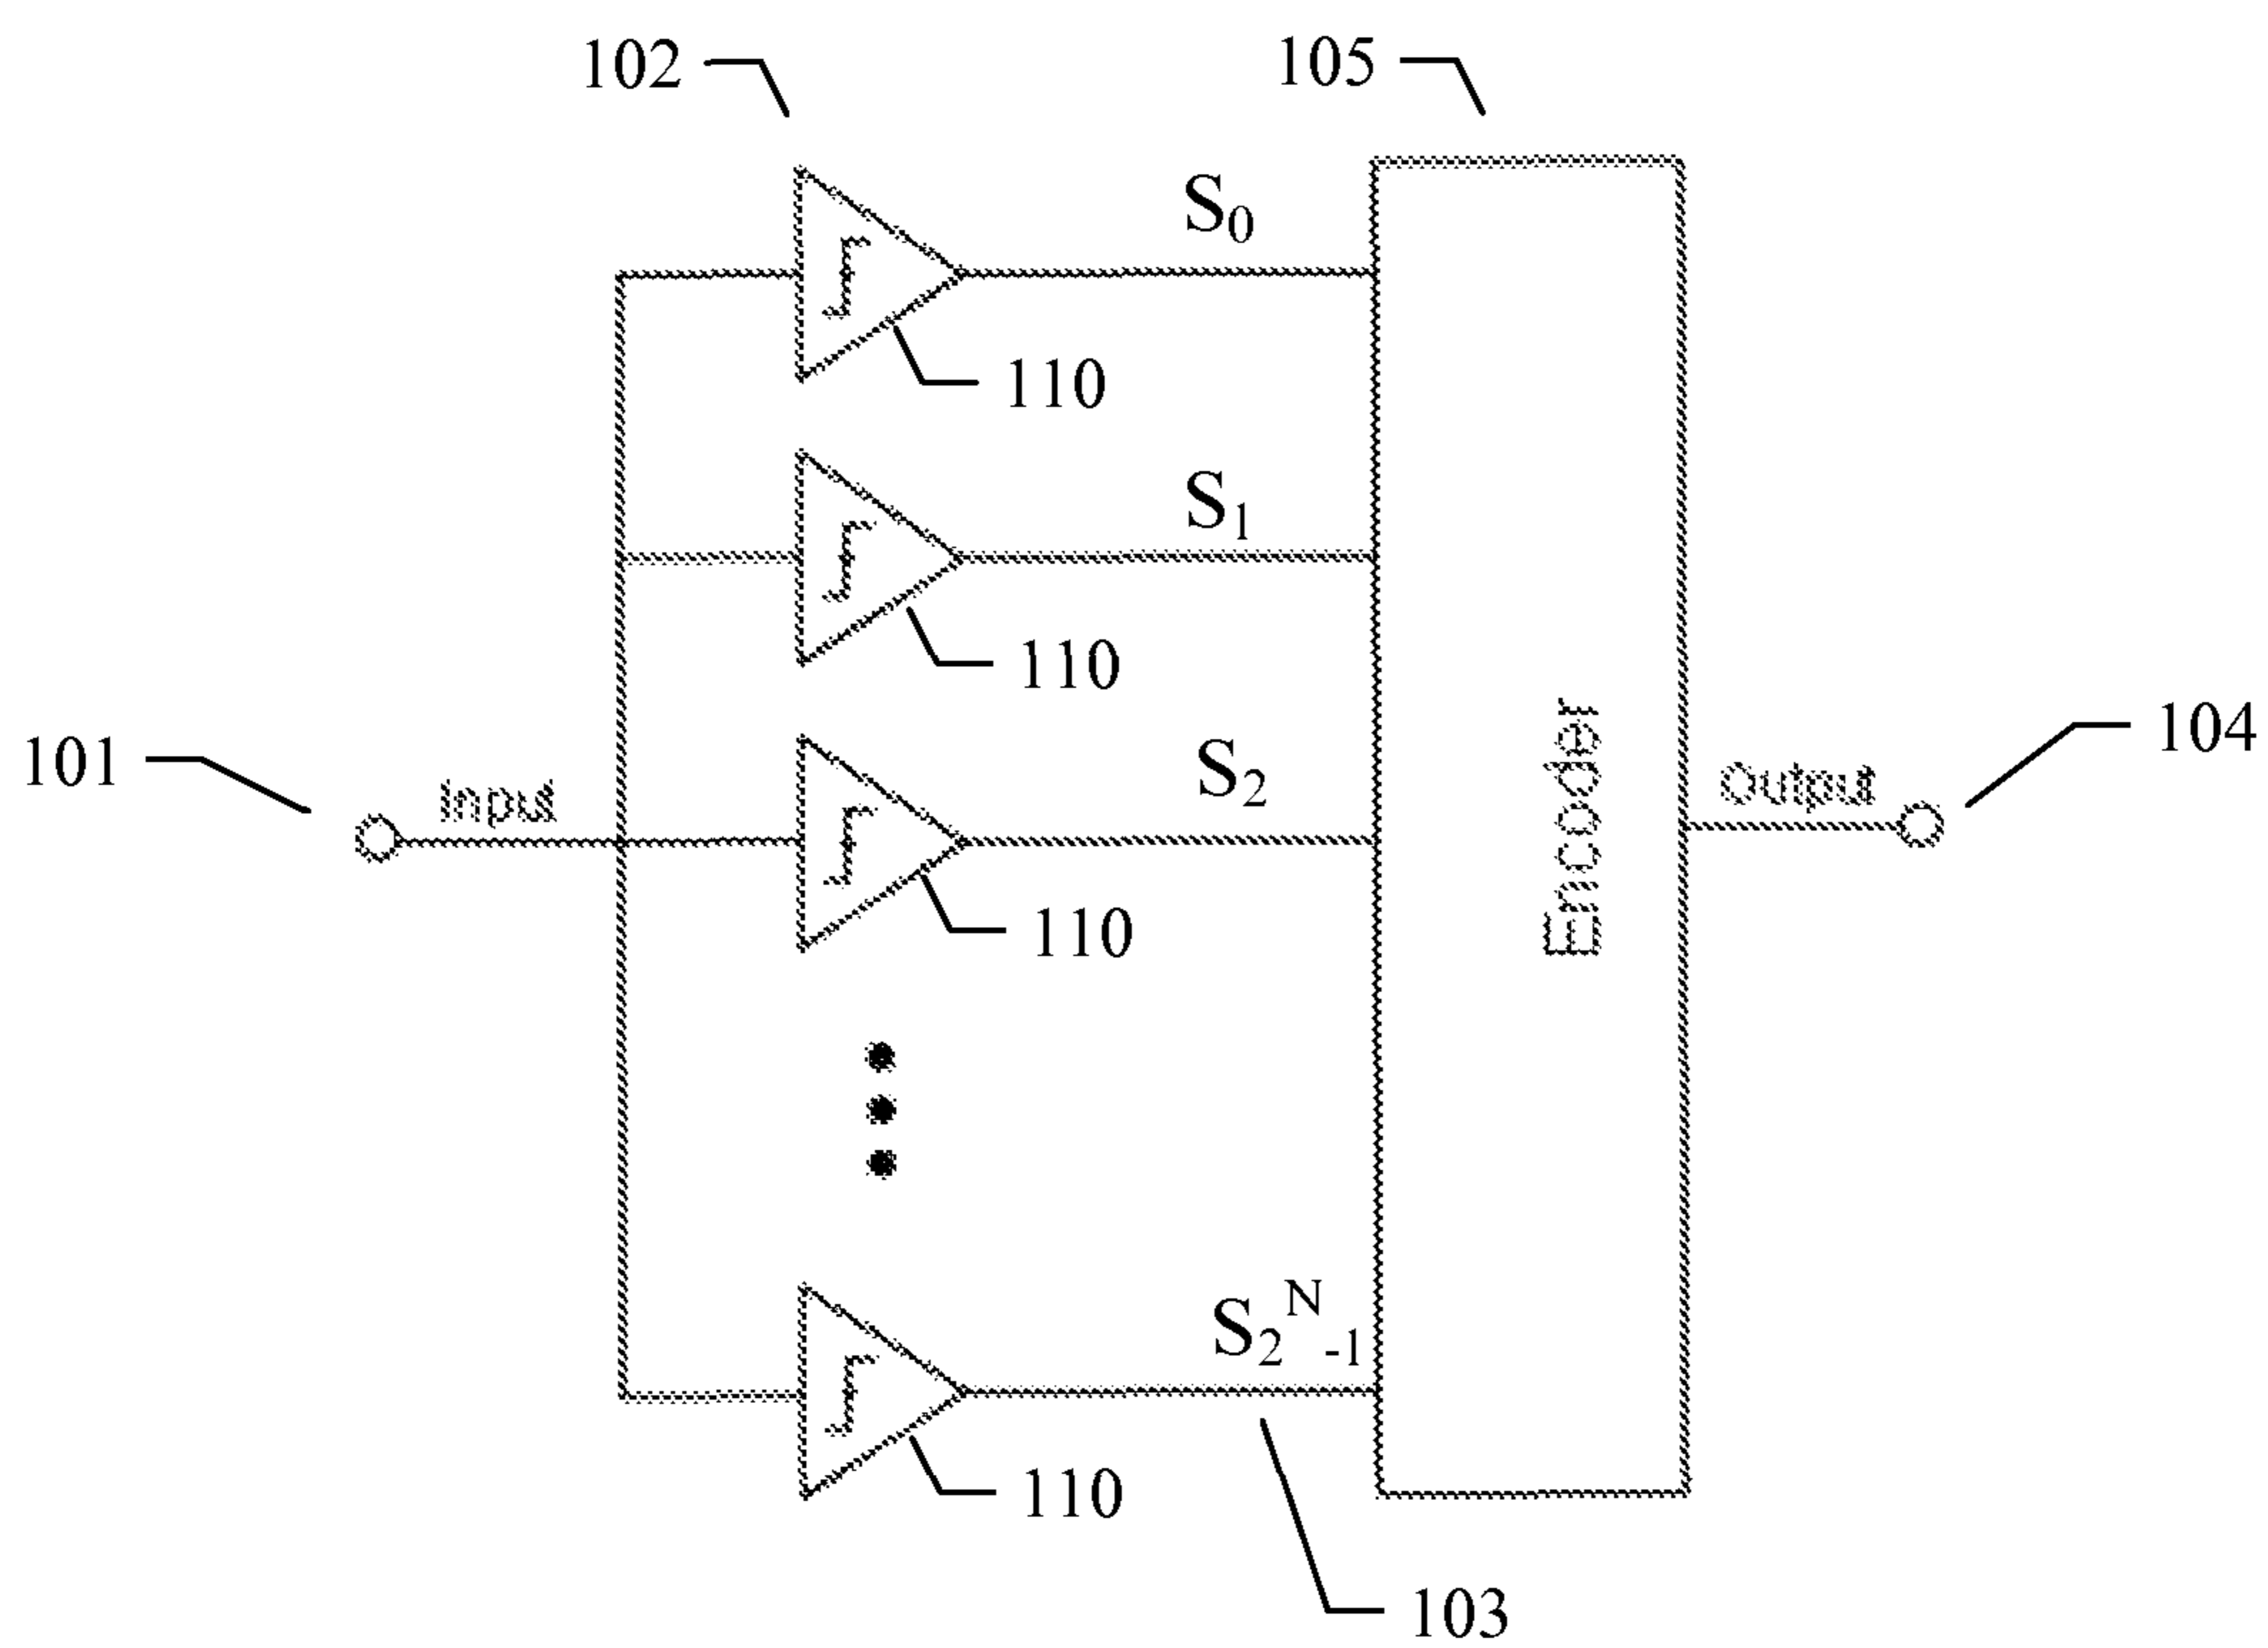 102
105
S₀
110
S₁
110
101
Input
S₂
110
Encoder
Output
104
S₂ᴺ₋₁
110
103